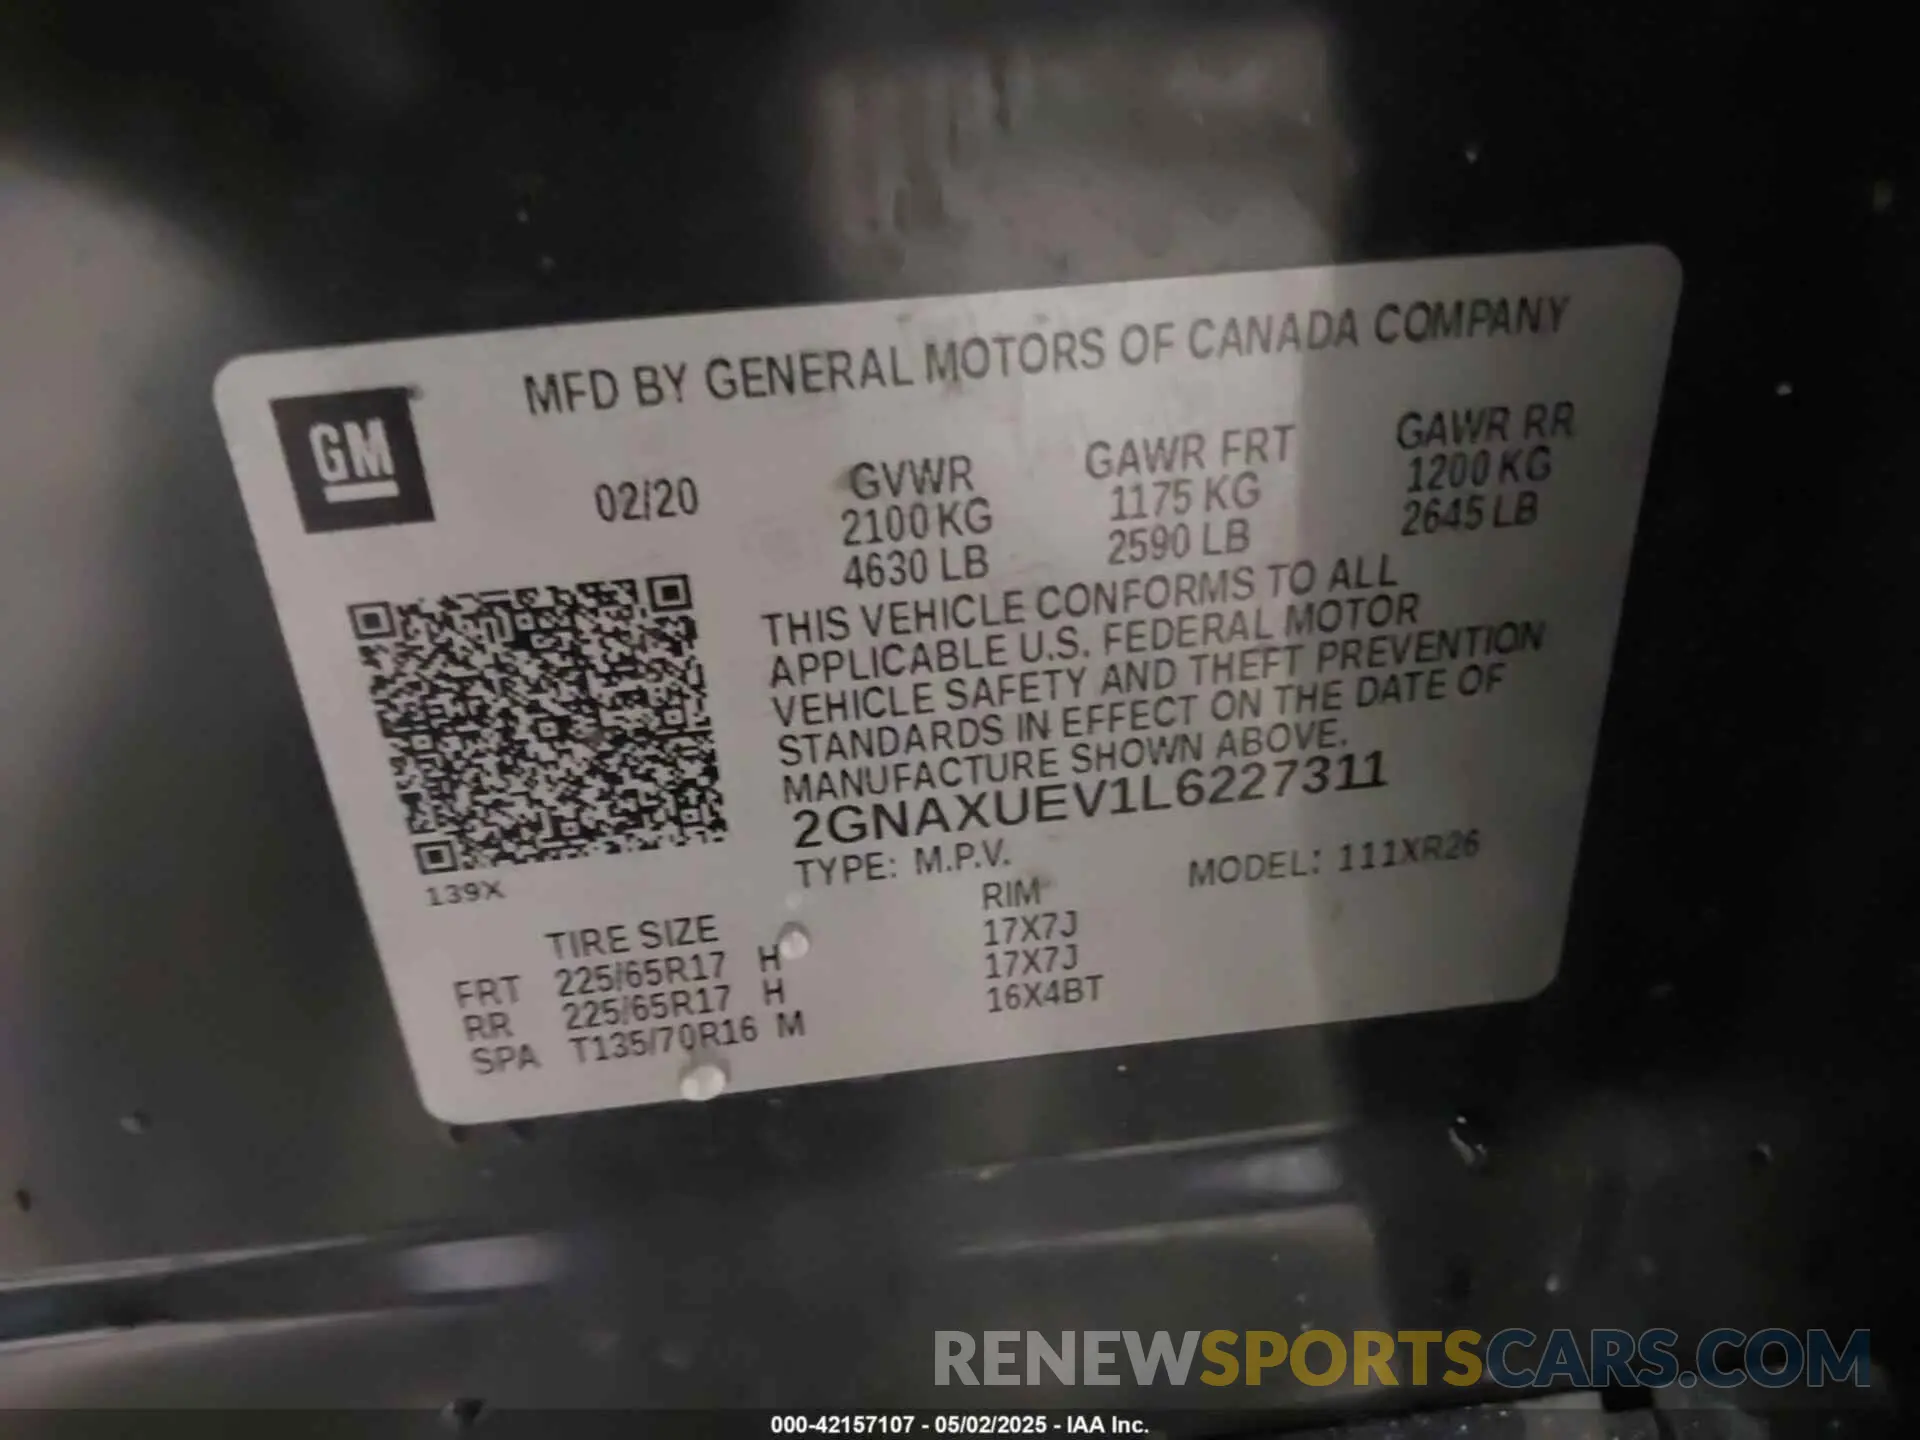 MFD BY GENERAL MOTORS OF CANADA COMPANY
GM
02/20
GVWR GAWR FRT GAWR RR
2100 KG 1175 KG 1200 KG
4630 LB 2590 LB 2645 LB
THIS VEHICLE CONFORMS TO ALL
APPLICABLE U.S. FEDERAL MOTOR
VEHICLE SAFETY AND THEFT PREVENTION
STANDARDS IN EFFECT ON THE DATE OF
MANUFACTURE SHOWN ABOVE.
2GNAXUEV1L6227311
TYPE: M.P.V. MODEL: 111XR26
139X
TIRE SIZE RIM
FRT 225/65R17 H 17X7J
RR 225/65R17 H 17X7J
SPA T135/70R16 M 16X4BT
RENEWSPORTSCARS.COM
000-42157107 - 05/02/2025 - IAA Inc.